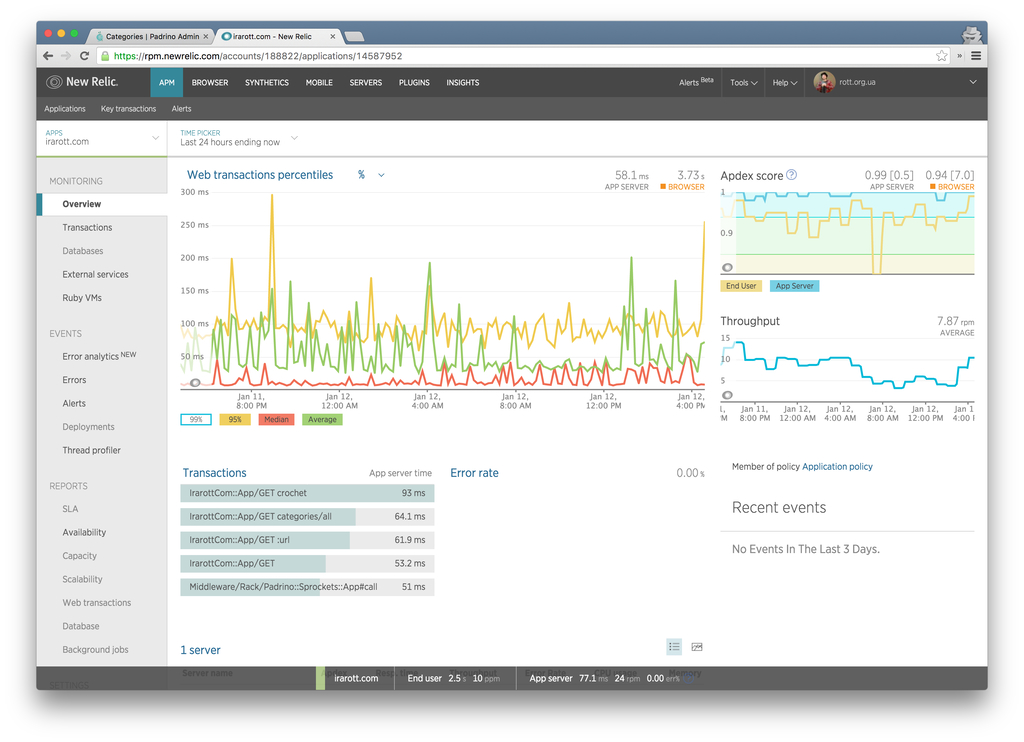 Categories | Padrino Admin
irarott.com - New Relic
https://rpm.newrelic.com/accounts/188822/applications/14587952
New Relic.
APM BROWSER SYNTHETICS MOBILE SERVERS PLUGINS INSIGHTS
Alerts Beta Tools Help rott.org.ua
Applications Key transactions Alerts
APPS
irarott.com
TIME PICKER
Last 24 hours ending now
MONITORING
Overview
Transactions
Databases
External services
Ruby VMs
EVENTS
Error analytics NEW
Errors
Alerts
Deployments
Thread profiler
REPORTS
SLA
Availability
Capacity
Scalability
Web transactions
Database
Background jobs
SETTINGS
Web transactions percentiles %
58.1 ms
APP SERVER
3.73 s
BROWSER
300 ms
250 ms
200 ms
150 ms
100 ms
50 ms
Jan 11, 8:00 PM
Jan 12, 12:00 AM
Jan 12, 4:00 AM
Jan 12, 8:00 AM
Jan 12, 12:00 PM
Jan 12, 4:00 PM
99% 95% Median Average
Apdex score ?
0.99 [0.5]
APP SERVER
0.94 [7.0]
BROWSER
1
0.9
End User App Server
Throughput
7.87 rpm
AVERAGE
15
10
5
Jan 11, 8:00 PM
Jan 12, 12:00 AM
Jan 12, 4:00 AM
Jan 12, 8:00 AM
Jan 12, 12:00 PM
Transactions App server time
IrarottCom::App/GET crochet 93 ms
IrarottCom::App/GET categories/all 64.1 ms
IrarottCom::App/GET :url 61.9 ms
IrarottCom::App/GET 53.2 ms
Middleware/Rack/Padrino::Sprockets::App#call 51 ms
Error rate 0.00 %
Member of policy Application policy
Recent events
No Events In The Last 3 Days.
1 server
Server name Apdex Resp. time Throughput Error Rate CPU usage Memory
irarott.com End user 2.5 s 10 ppm App server 77.1 ms 24 rpm 0.00 err%